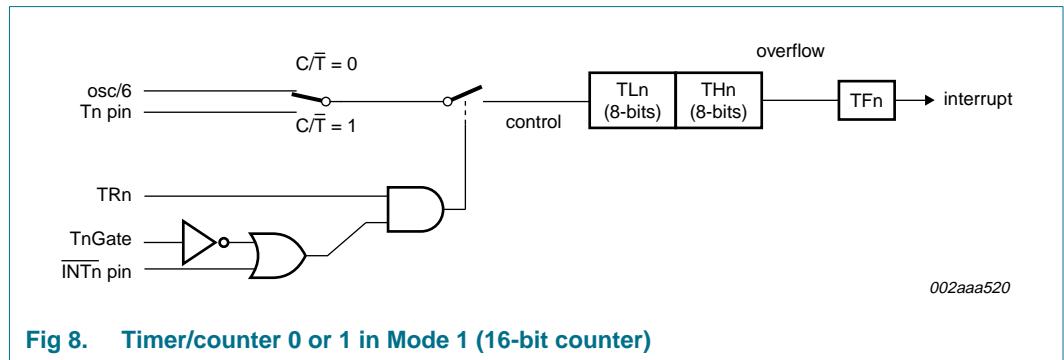 overflow
C/T̅ = 0
osc/6
Tn pin
C/T̅ = 1
control
TLn
(8-bits)
THn
(8-bits)
TFn
interrupt
TRn
TnGate
I̅N̅T̅n pin
002aaa520
Fig 8. Timer/counter 0 or 1 in Mode 1 (16-bit counter)